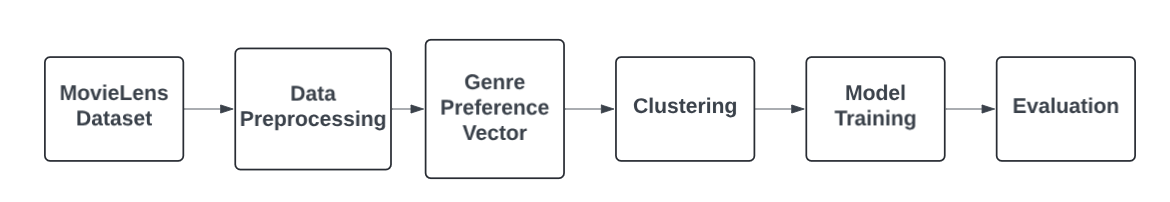 MovieLens
Dataset
Data
Preprocessing
Genre
Preference
Vector
Clustering
Model
Training
Evaluation